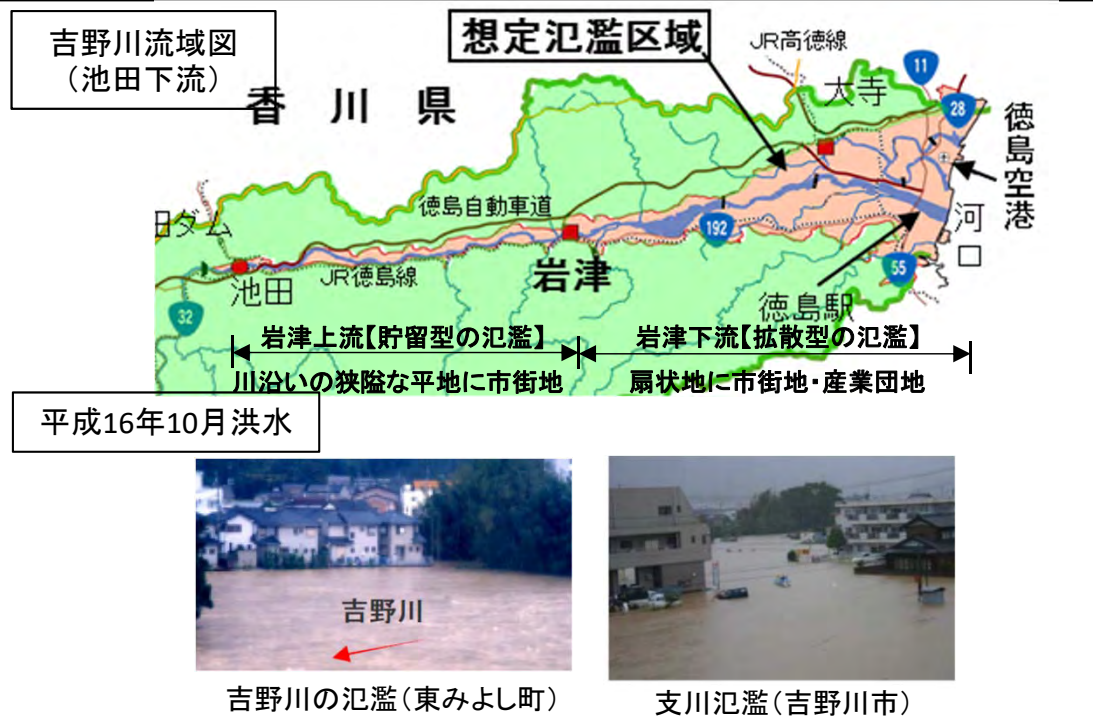 吉野川流域図
（池田下流）
想定氾濫区域
JR高徳線
11
大寺
28
香川県
徳島空港
徳島自動車道
田ダム
192
河口
岩津
JR徳島線
池田
55
32
徳島駅
岩津上流【貯留型の氾濫】
岩津下流【拡散型の氾濫】
川沿いの狭隘な平地に市街地
扇状地に市街地・産業団地
平成16年10月洪水
吉野川
吉野川の氾濫（東みよし町）
支川氾濫（吉野川市）